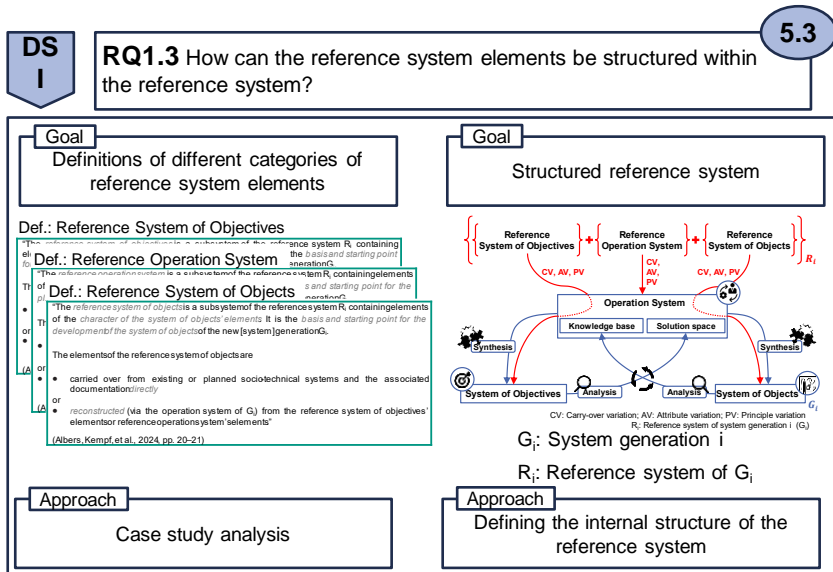 DS
I
RQ1.3 How can the reference system elements be structured within
the reference system?
5.3
Goal
Definitions of different categories of
reference system elements
Def.: Reference System of Objectives
Def.: Reference Operation System
Def.: Reference System of Objects
"The reference system of objects is a subsystem of the reference system Ri containing elements
of the character of the system of objects' elements. It is the basis and starting point for the
development of the system of objects of the new [system] generation Gi.
The elements of the reference system of objects are
● carried over from existing or planned socio-technical systems and the associated
documentation directly
or
● reconstructed (via the operation system of Gi) from the reference system of objectives'
elements or reference operation system's elements"
(Albers, Kempf, et al., 2024, pp. 20–21)
Approach
Case study analysis
Goal
Structured reference system
{ Reference
System of Objectives } + { Reference
Operation System } + { Reference
System of Objects } Ri
CV, AV, PV
CV,
AV,
PV
CV, AV, PV
Operation System
Knowledge base
Solution space
Synthesis
Synthesis
System of Objectives
Analysis
Analysis
System of Objects
Gi
CV: Carry-over variation; AV: Attribute variation; PV: Principle variation
Ri: Reference system of system generation i (Gi)
Gi: System generation i
Ri: Reference system of Gi
Approach
Defining the internal structure of the
reference system